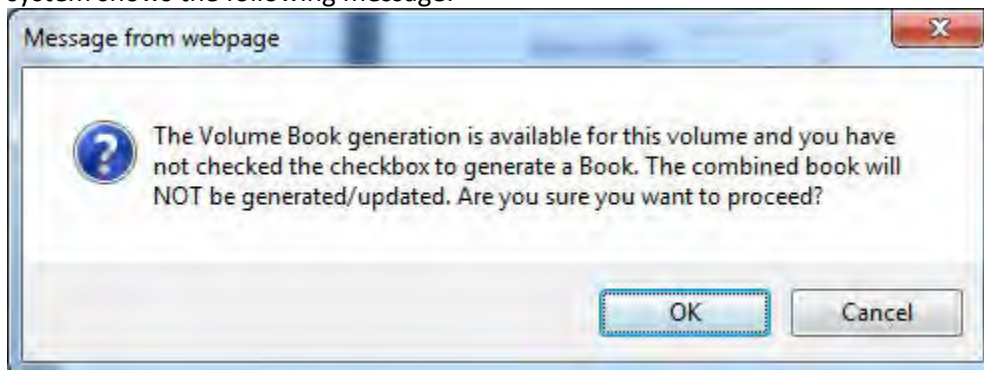 system shows the following message:
Message from webpage
The Volume Book generation is available for this volume and you have
not checked the checkbox to generate a Book. The combined book will
NOT be generated/updated. Are you sure you want to proceed?
OK
Cancel